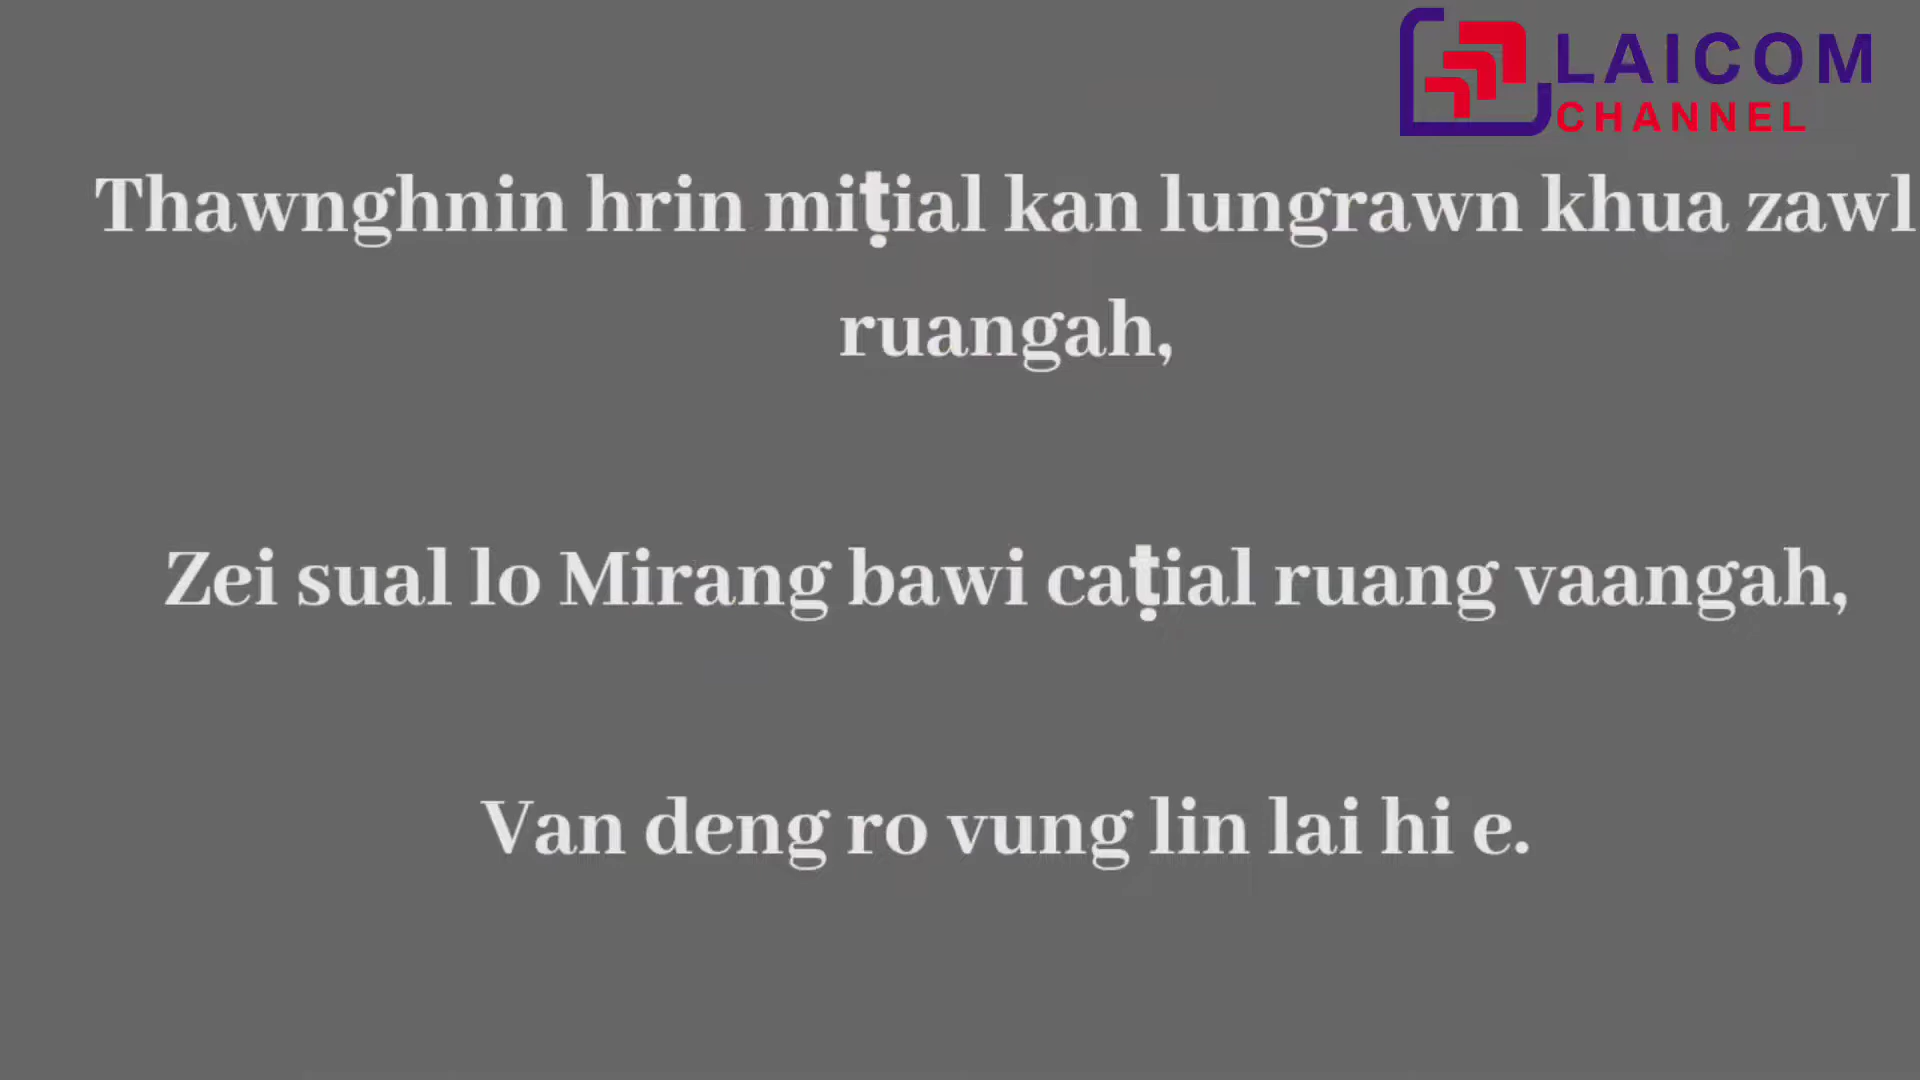 LAICOM
CHANNEL
Thawnghnin hrin miṭial kan lungrawn khua zawl
ruangah,
Zei sual lo Mirang bawi caṭial ruang vaangah,
Van deng ro vung lin lai hi e.